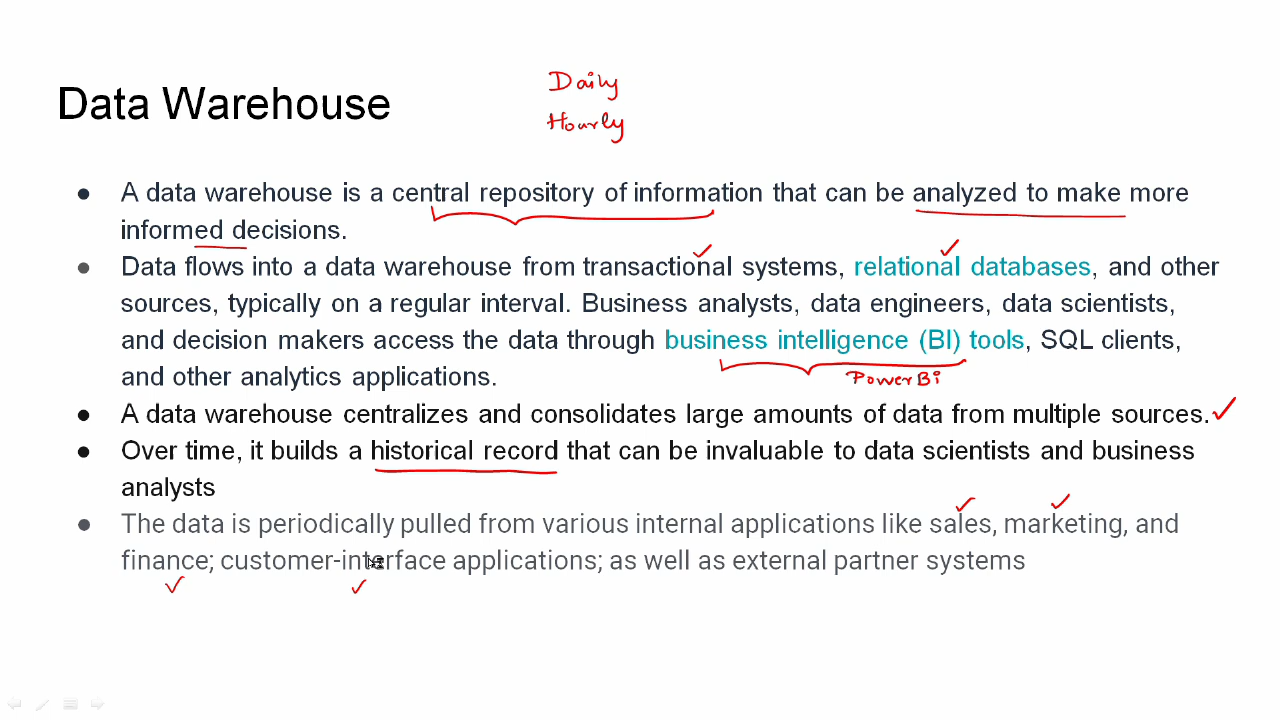 Daily
Data Warehouse
Hourly
● A data warehouse is a central repository of information that can be analyzed to make more
informed decisions.
● Data flows into a data warehouse from transactional systems, relational databases, and other
sources, typically on a regular interval. Business analysts, data engineers, data scientists,
and decision makers access the data through business intelligence (BI) tools, SQL clients,
and other analytics applications.
PowerBi
● A data warehouse centralizes and consolidates large amounts of data from multiple sources.
● Over time, it builds a historical record that can be invaluable to data scientists and business
analysts
● The data is periodically pulled from various internal applications like sales, marketing, and
finance; customer-interface applications; as well as external partner systems